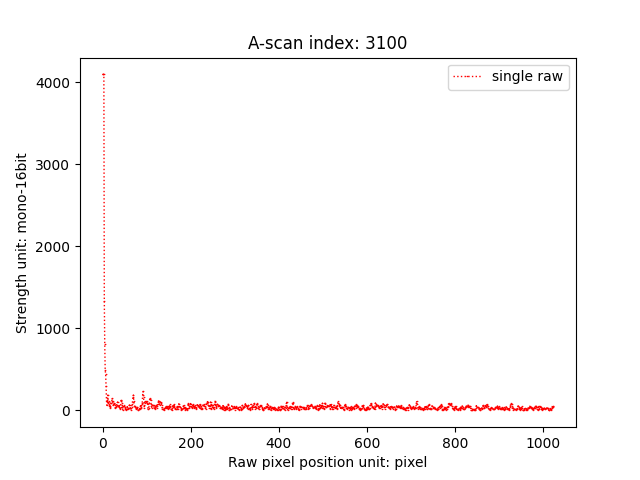 A-scan index: 3100
single raw
4000
3000
2000
1000
0
Strength unit: mono-16bit
0 200 400 600 800 1000
Raw pixel position unit: pixel